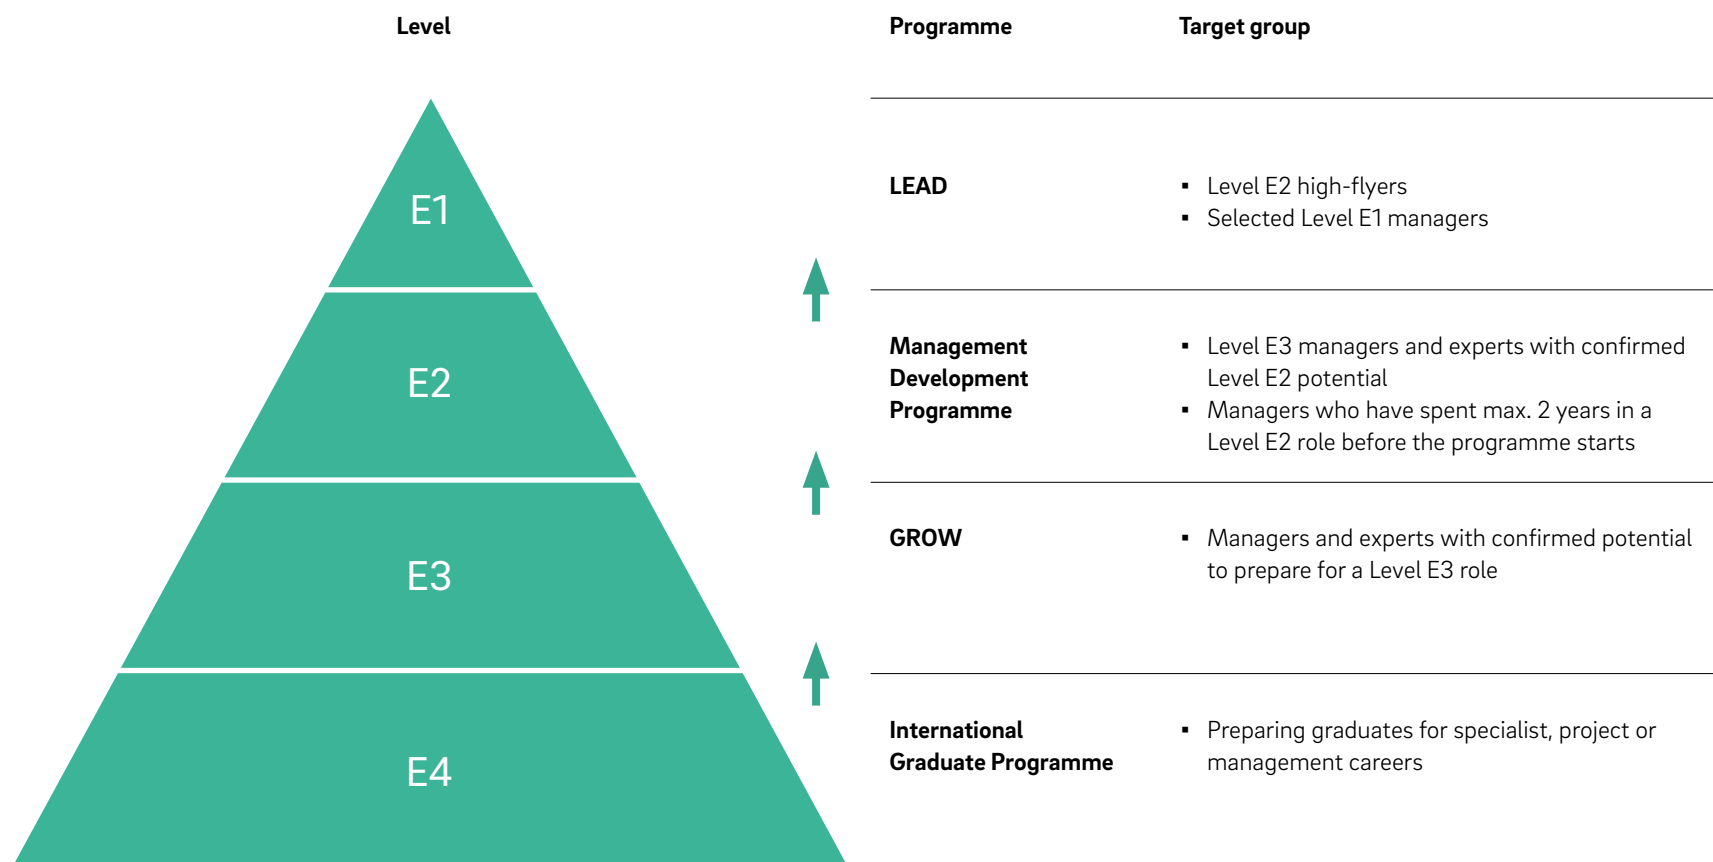 Level
Programme
Target group
E1
LEAD
▪ Level E2 high-flyers
▪ Selected Level E1 managers
E2
Management
Development
Programme
▪ Level E3 managers and experts with confirmed
Level E2 potential
▪ Managers who have spent max. 2 years in a
Level E2 role before the programme starts
E3
GROW
▪ Managers and experts with confirmed potential
to prepare for a Level E3 role
E4
International
Graduate Programme
▪ Preparing graduates for specialist, project or
management careers